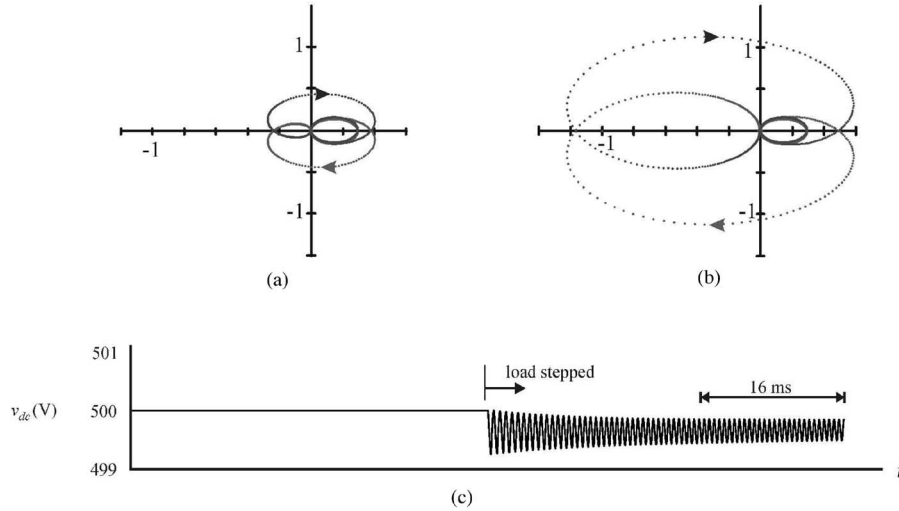 1
-1
-1
(a)
1
-1
-1
(b)
501
load stepped
16 ms
v_dc (V)
500
499
t
(c)